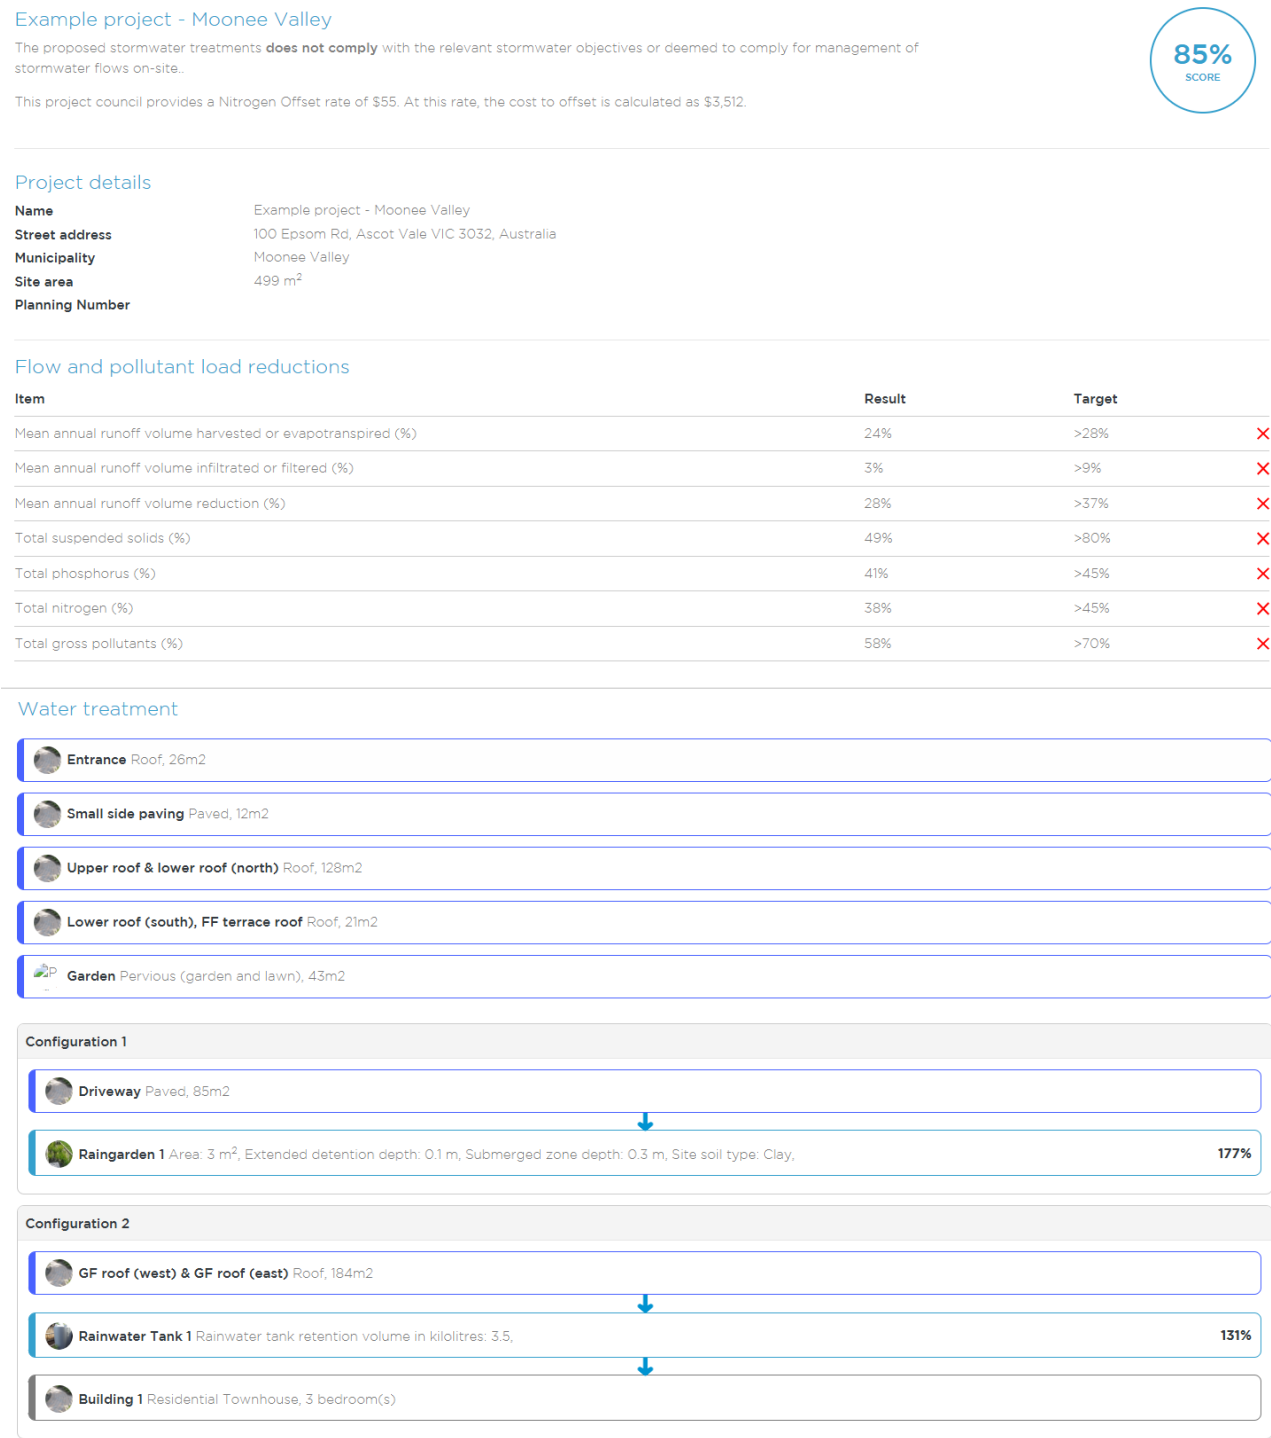 Example project - Moonee Valley
The proposed stormwater treatments does not comply with the relevant stormwater objectives or deemed to comply for management of
stormwater flows on-site..
This project council provides a Nitrogen Offset rate of $55. At this rate, the cost to offset is calculated as $3,512.
85%
SCORE
Project details
Name Example project - Moonee Valley
Street address 100 Epsom Rd, Ascot Vale VIC 3032, Australia
Municipality Moonee Valley
Site area 499 m2
Planning Number
Flow and pollutant load reductions
Item Result Target
Mean annual runoff volume harvested or evapotranspired (%) 24% >28%
Mean annual runoff volume infiltrated or filtered (%) 3% >9%
Mean annual runoff volume reduction (%) 28% >37%
Total suspended solids (%) 49% >80%
Total phosphorus (%) 41% >45%
Total nitrogen (%) 38% >45%
Total gross pollutants (%) 58% >70%
Water treatment
Entrance Roof, 26m2
Small side paving Paved, 12m2
Upper roof & lower roof (north) Roof, 128m2
Lower roof (south), FF terrace roof Roof, 21m2
P Garden Pervious (garden and lawn), 43m2
Configuration 1
Driveway Paved, 85m2
Raingarden 1 Area: 3 m2, Extended detention depth: 0.1 m, Submerged zone depth: 0.3 m, Site soil type: Clay, 177%
Configuration 2
GF roof (west) & GF roof (east) Roof, 184m2
Rainwater Tank 1 Rainwater tank retention volume in kilolitres: 3.5, 131%
Building 1 Residential Townhouse, 3 bedroom(s)